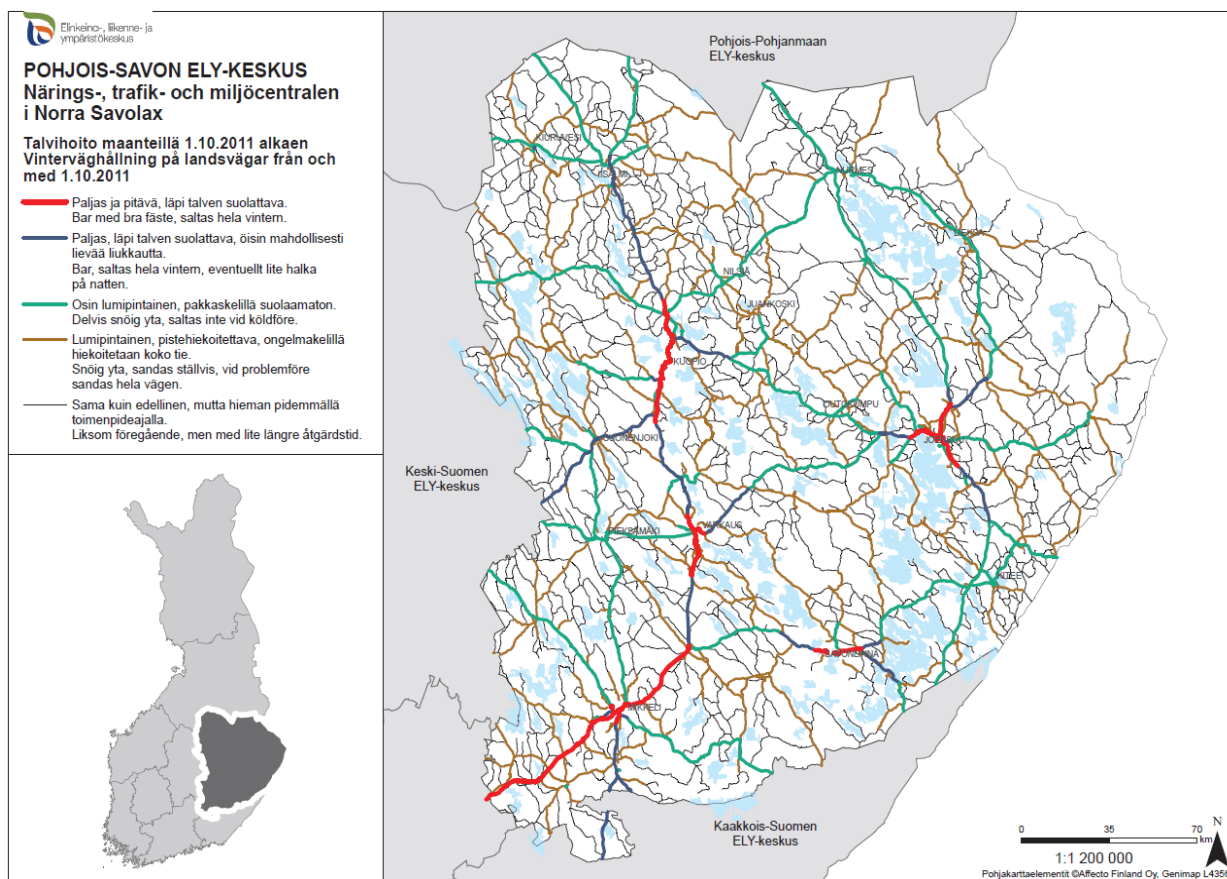 Elinkeino-, liikenne- ja
ympäristökeskus
POHJOIS-SAVON ELY-KESKUS
Närings-, trafik- och miljöcentralen
i Norra Savolax
Talvihoito maanteillä 1.10.2011 alkaen
Vinterväghållning på landsvägar från och
med 1.10.2011
Paljas ja pitävä, läpi talven suolattava.
Bar med bra fäste, saltas hela vintern.
Paljas, läpi talven suolattava, öisin mahdollisesti
lievää liukkautta.
Bar, saltas hela vintern, eventuellt lite halka
på natten.
Osin lumipintainen, pakkaskelillä suolaamaton.
Delvis snöig yta, saltas inte vid köldföre.
Lumipintainen, pistehiekoitettava, ongelmakelillä
hiekoitetaan koko tie.
Snöig yta, sandas ställvis, vid problemföre
sandas hela vägen.
Sama kuin edellinen, mutta hieman pidemmällä
toimenpideajalla.
Liksom föregående, men med lite längre åtgärdstid.
Pohjois-Pohjanmaan
ELY-keskus
KIURUVESI
IISALMI
NURMES
LIEKSA
NILSIÄ
JUANKOSKI
KUOPIO
OUTOKUMPU
SUONENJOKI
JOENSUU
Keski-Suomen
ELY-keskus
PIEKSÄMÄKI
VARKAUS
KITEE
SAVONLINNA
MIKKELI
Kaakkois-Suomen
ELY-keskus
0 35 70
km
N
1:1 200 000
Pohjakarttaelementit ©Affecto Finland Oy, Genimap L4356